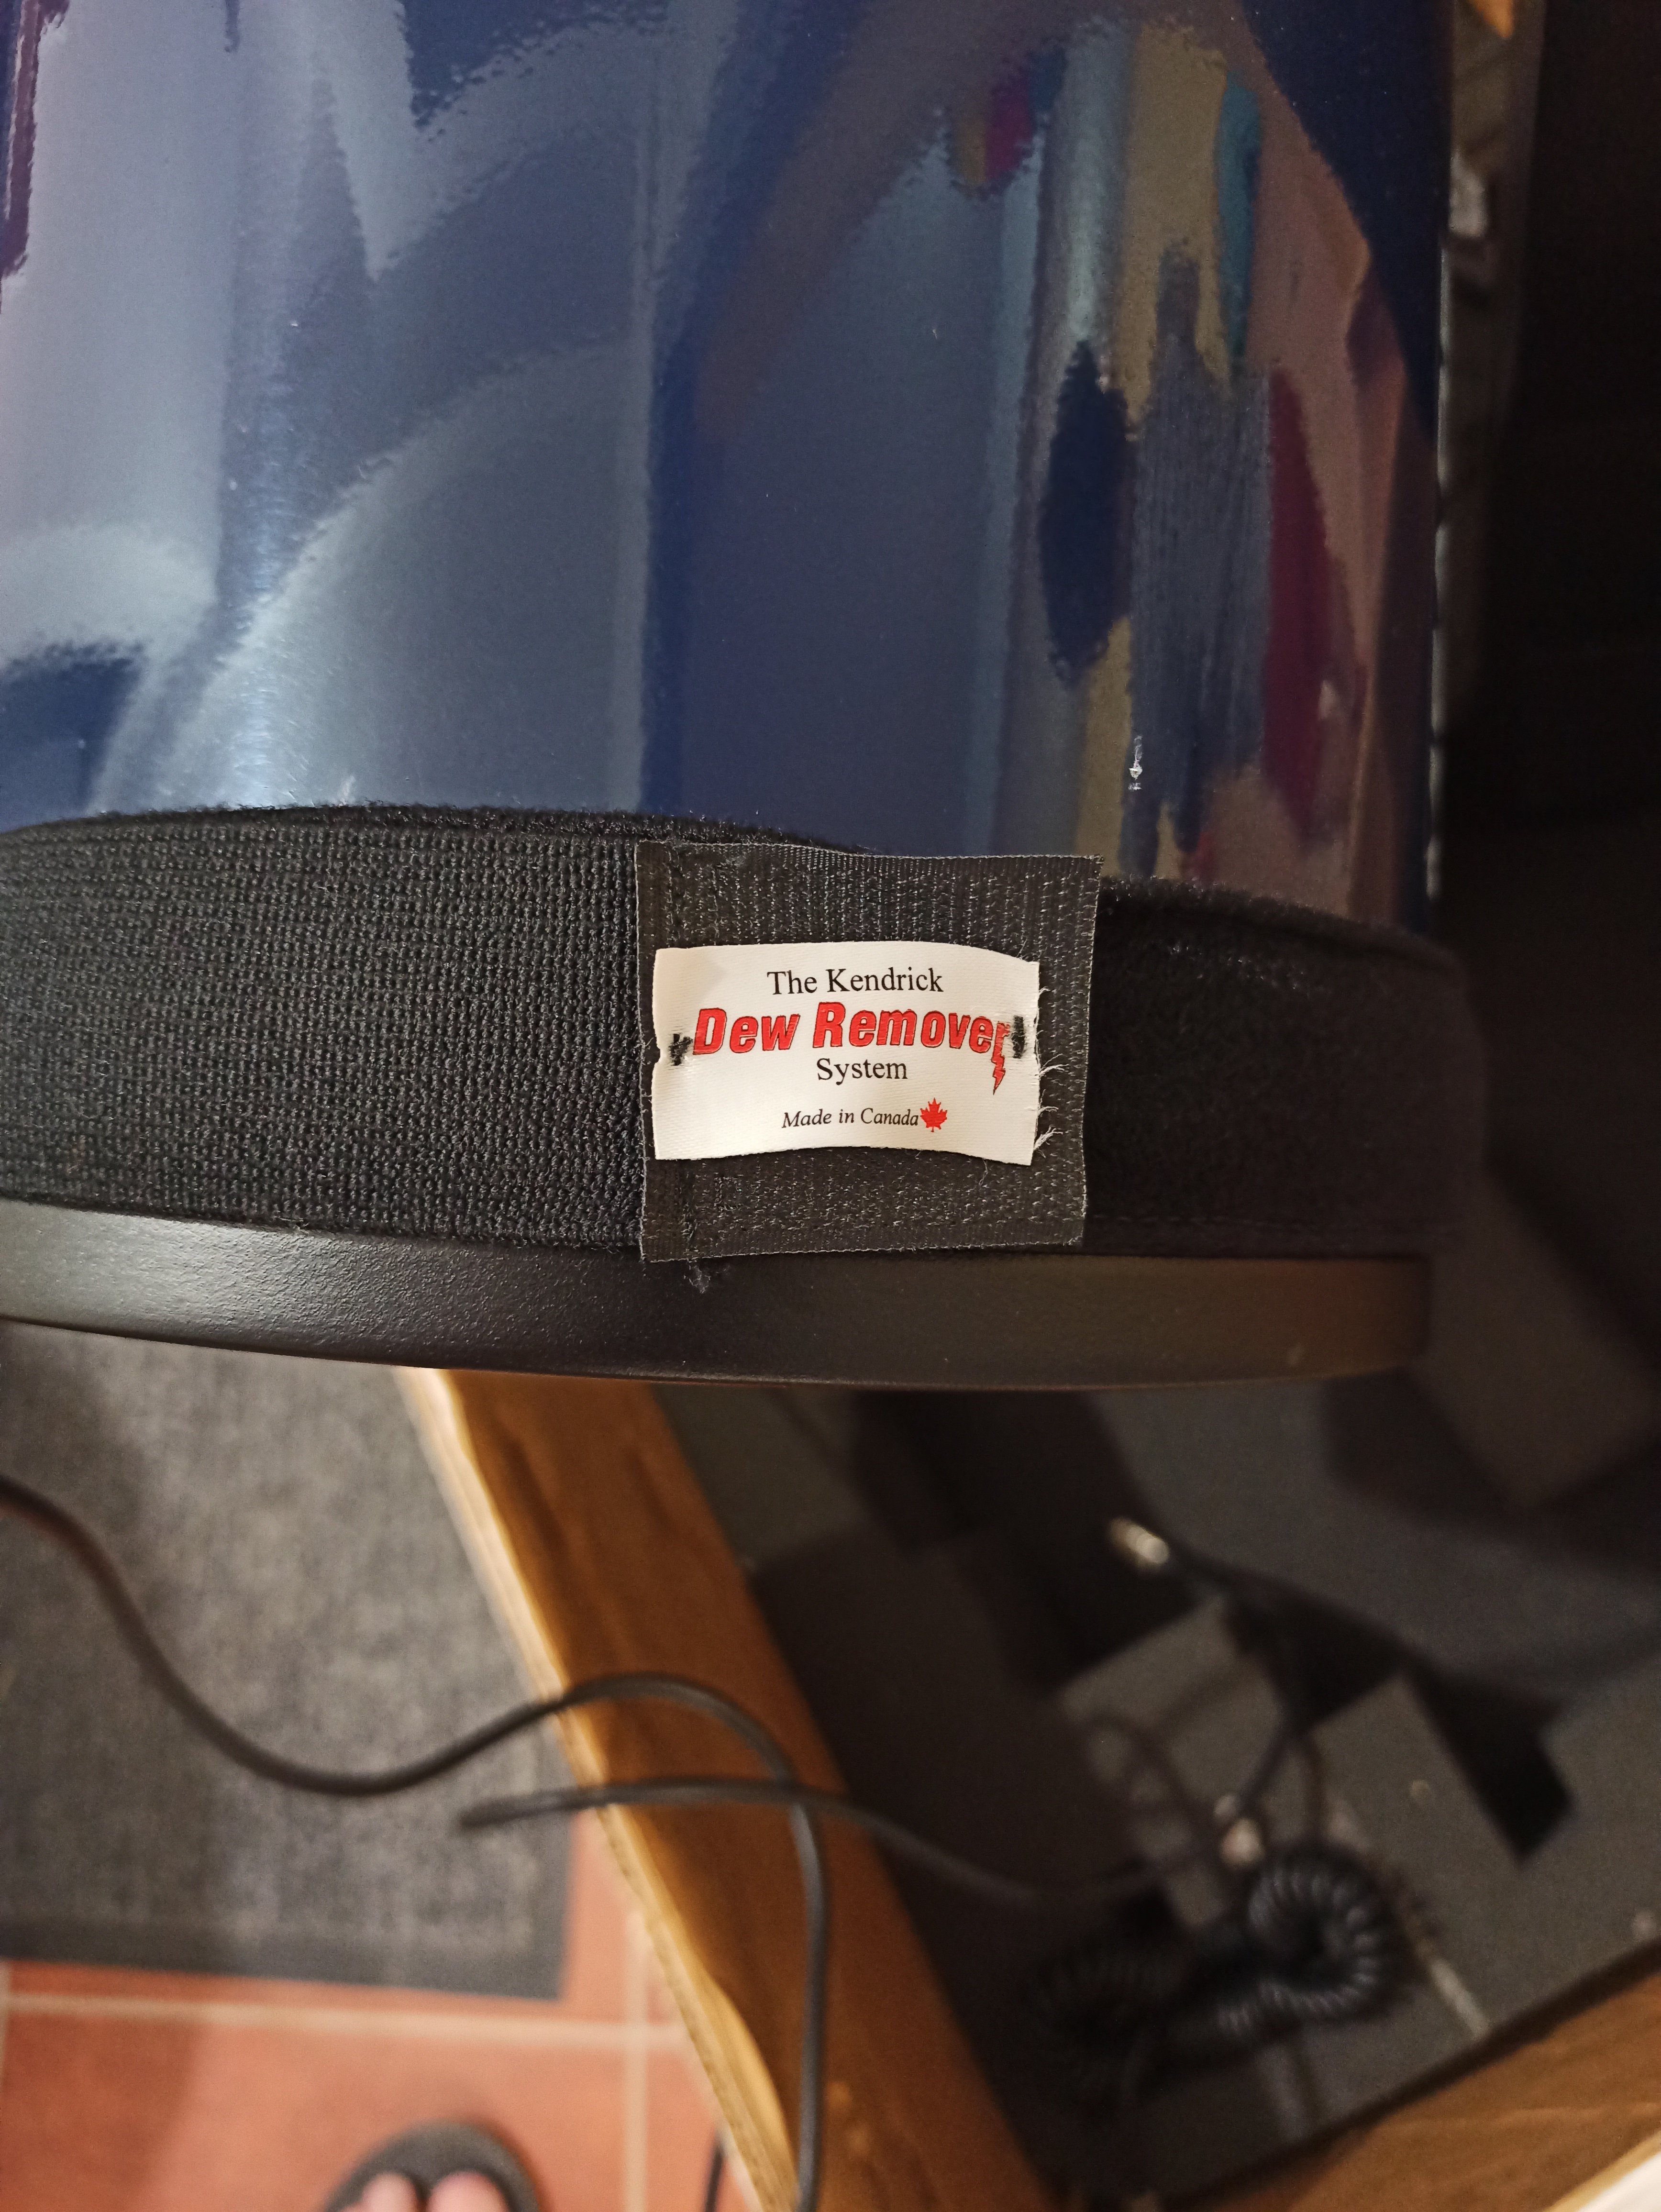 The Kendrick
Dew Remover
System
Made in Canada